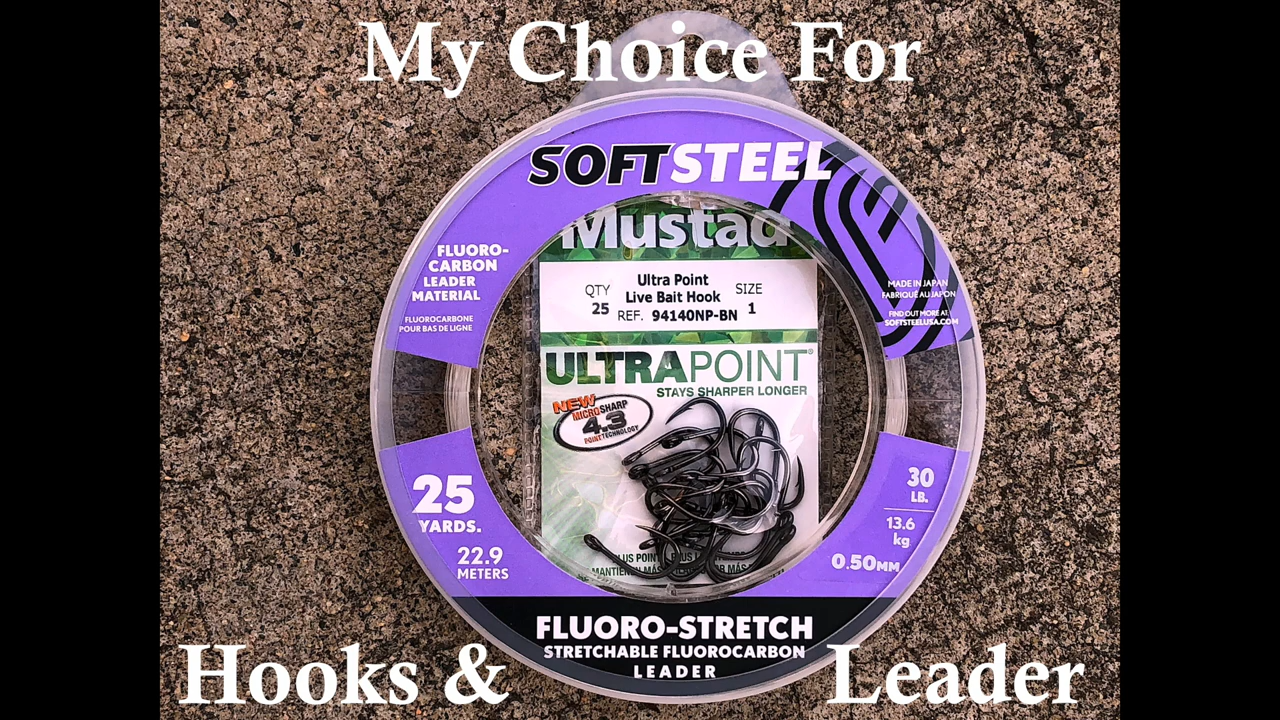 My Choice For
SOFTSTEEL
FLUORO-
CARBON
LEADER
MATERIAL
FLUOROCARBONE
POUR BAS DE LIGNE
MADE IN JAPAN
FABRIQUÉ AU JAPON
FIND OUT MORE AT:
SOFTSTEELUSA.COM
Mustad
QTY
25
Ultra Point
Live Bait Hook
REF. 94140NP-BN
SIZE
1
ULTRAPOINT®
STAYS SHARPER LONGER
NEW
MICRO SHARP
4.3
POINT TECHNOLOGY
25
YARDS.
22.9
METERS
30
LB.
13.6
kg
0.50MM
FLUORO-STRETCH
STRETCHABLE FLUOROCARBON
LEADER
Hooks & Leader